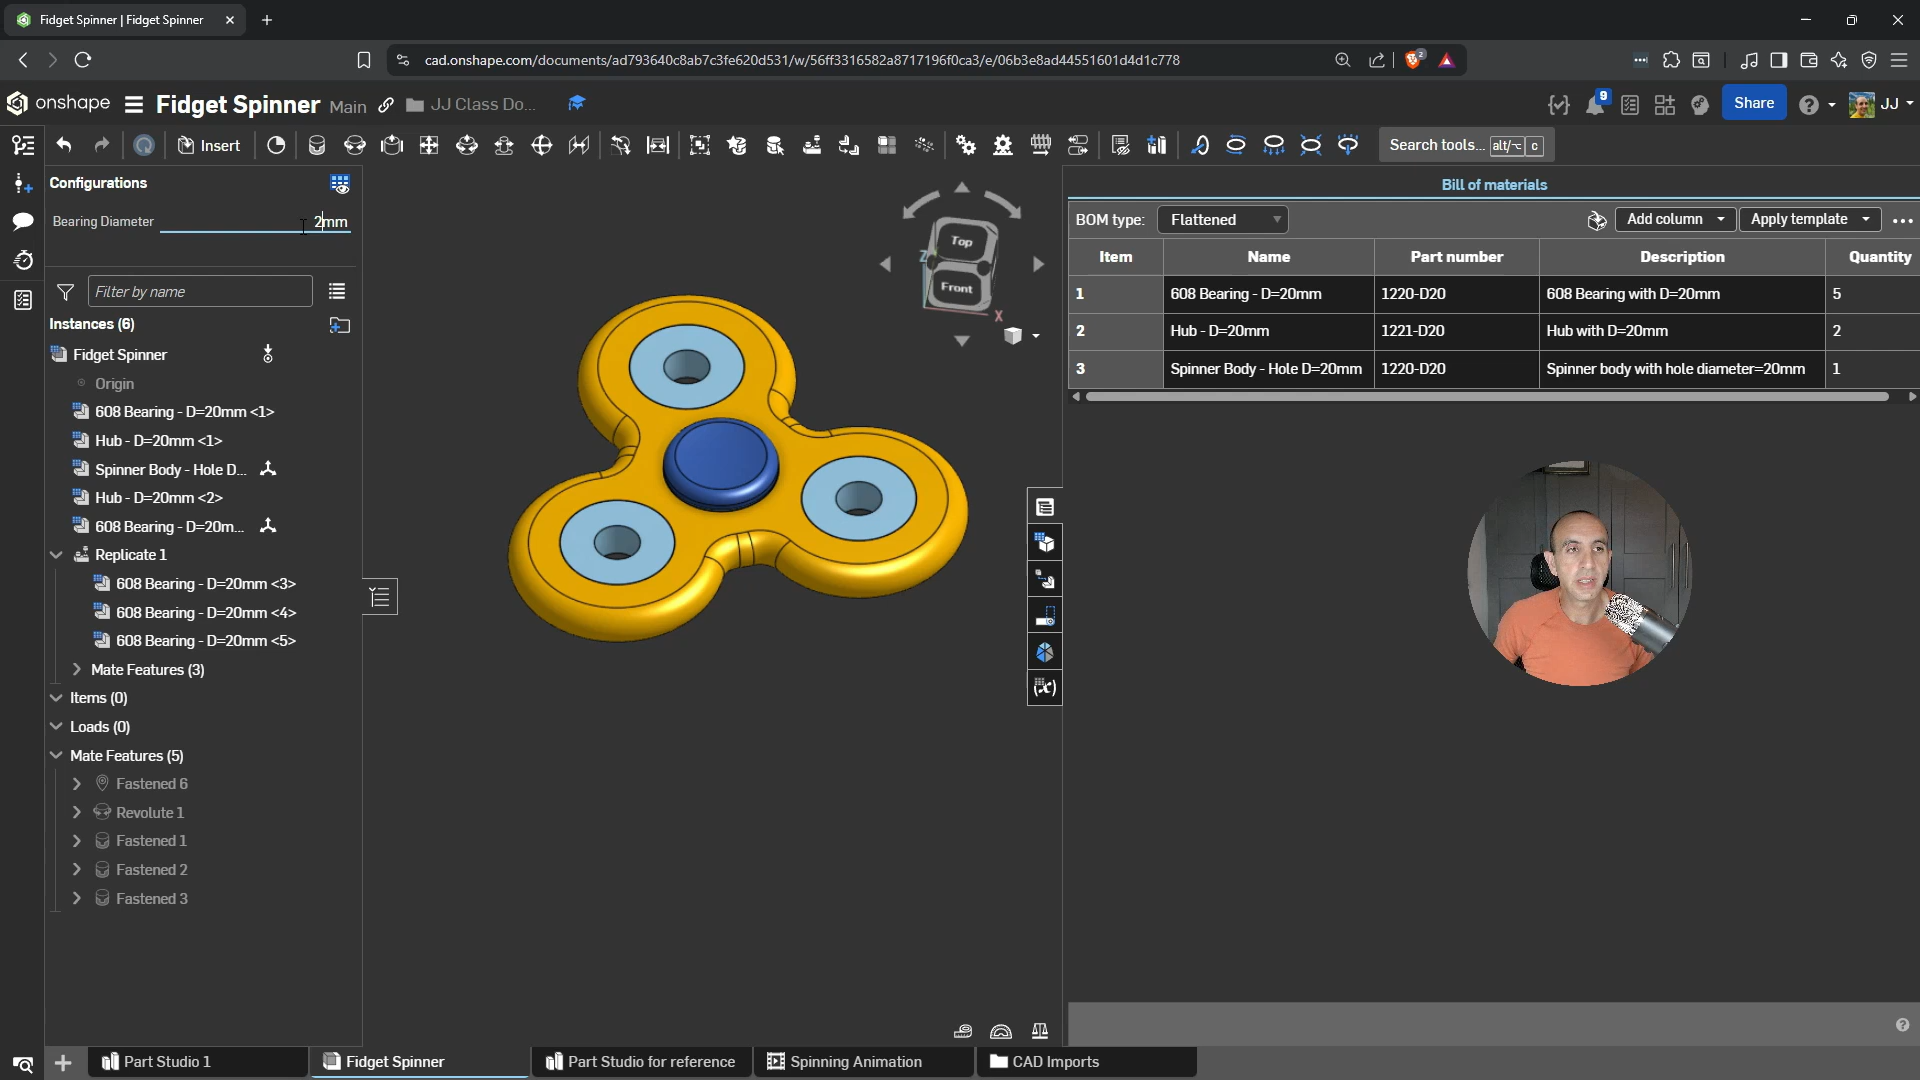 Fidget Spinner | Fidget Spinner
cad.onshape.com/documents/ad793640c8ab7c3fe620d531/w/56ff3316582a8717196f0ca3/e/06b3e8ad44551601d4d1c778
2
onshape
Fidget Spinner Main
JJ Class Do...
9
Share
JJ
Insert
Search tools... alt/⌥ c
Configurations
Bearing Diameter 2mm
Filter by name
Instances (6)
Fidget Spinner
Origin
608 Bearing - D=20mm <1>
Hub - D=20mm <1>
Spinner Body - Hole D...
Hub - D=20mm <2>
608 Bearing - D=20m...
Replicate 1
608 Bearing - D=20mm <3>
608 Bearing - D=20mm <4>
608 Bearing - D=20mm <5>
Mate Features (3)
Items (0)
Loads (0)
Mate Features (5)
Fastened 6
Revolute 1
Fastened 1
Fastened 2
Fastened 3
Top
Front
Z
X
Bill of materials
BOM type: Flattened Add column Apply template
Item Name Part number Description Quantity
1 608 Bearing - D=20mm 1220-D20 608 Bearing with D=20mm 5
2 Hub - D=20mm 1221-D20 Hub with D=20mm 2
3 Spinner Body - Hole D=20mm 1220-D20 Spinner body with hole diameter=20mm 1
(x)
Part Studio 1 Fidget Spinner Part Studio for reference Spinning Animation CAD Imports